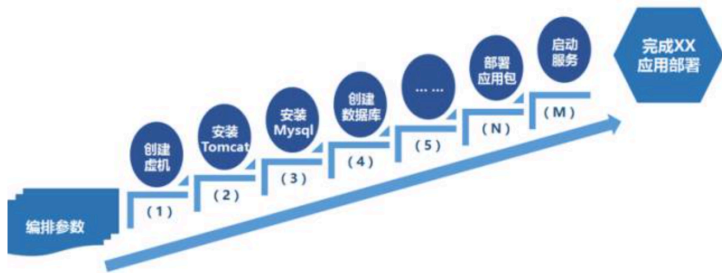 编排参数
创建
虚机
(1)
安装
Tomcat
(2)
安装
Mysql
(3)
创建
数据库
(4)
... ...
(5)
部署
应用包
(N)
启动
服务
(M)
完成XX
应用部署